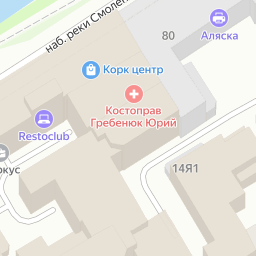 наб. реки Смолен
80
Аляска
Корк центр
Костоправ
Гребенюк Юрий
Restoclub
окус
14Я1